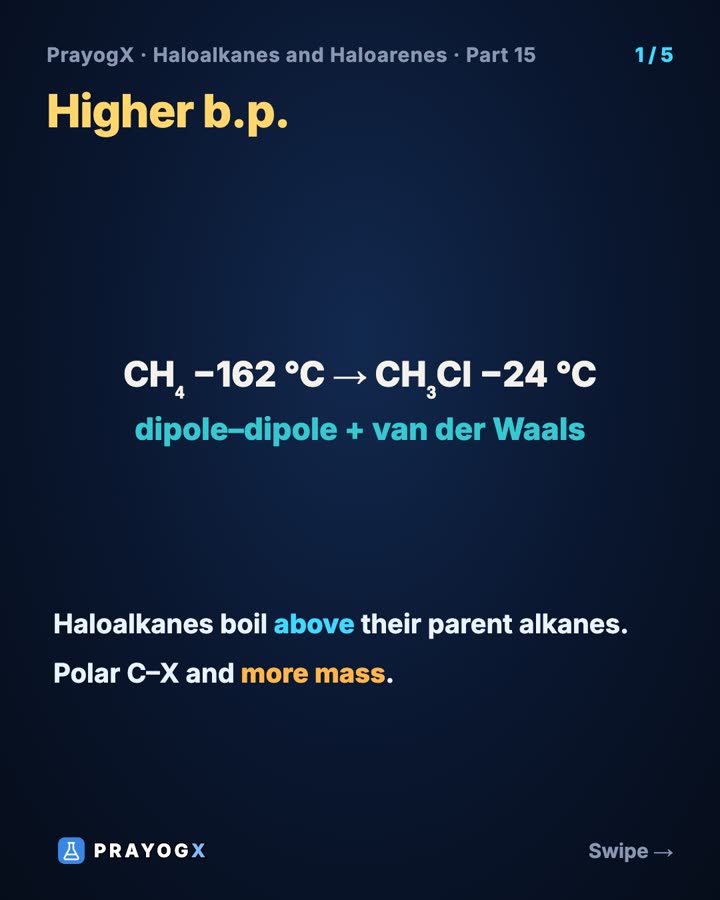 PrayogX · Haloalkanes and Haloarenes · Part 15
1 / 5
Higher b.p.
CH₄ −162 °C → CH₃Cl −24 °C
dipole–dipole + van der Waals
Haloalkanes boil above their parent alkanes.
Polar C–X and more mass.
PRAYOGX
Swipe →